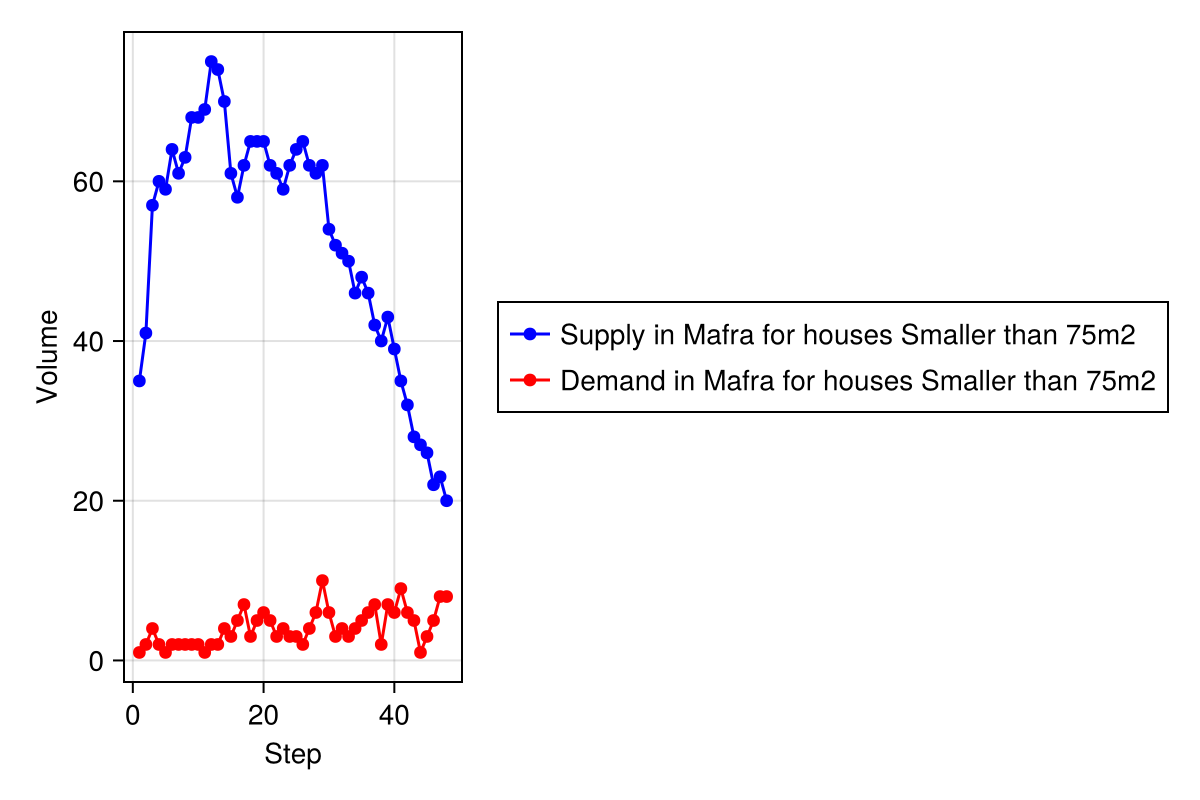 Volume
60
40
20
0
0 20 40
Step
Supply in Mafra for houses Smaller than 75m2
Demand in Mafra for houses Smaller than 75m2